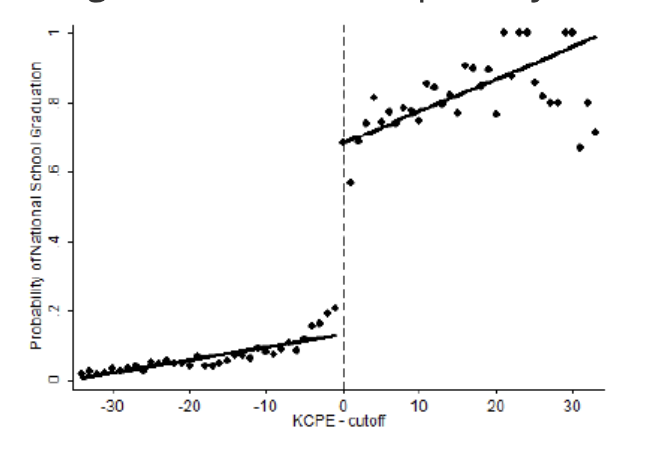 1
.8
.6
.4
.2
0
Probability of National School Graduation
-30 -20 -10 0 10 20 30
KCPE - cutoff